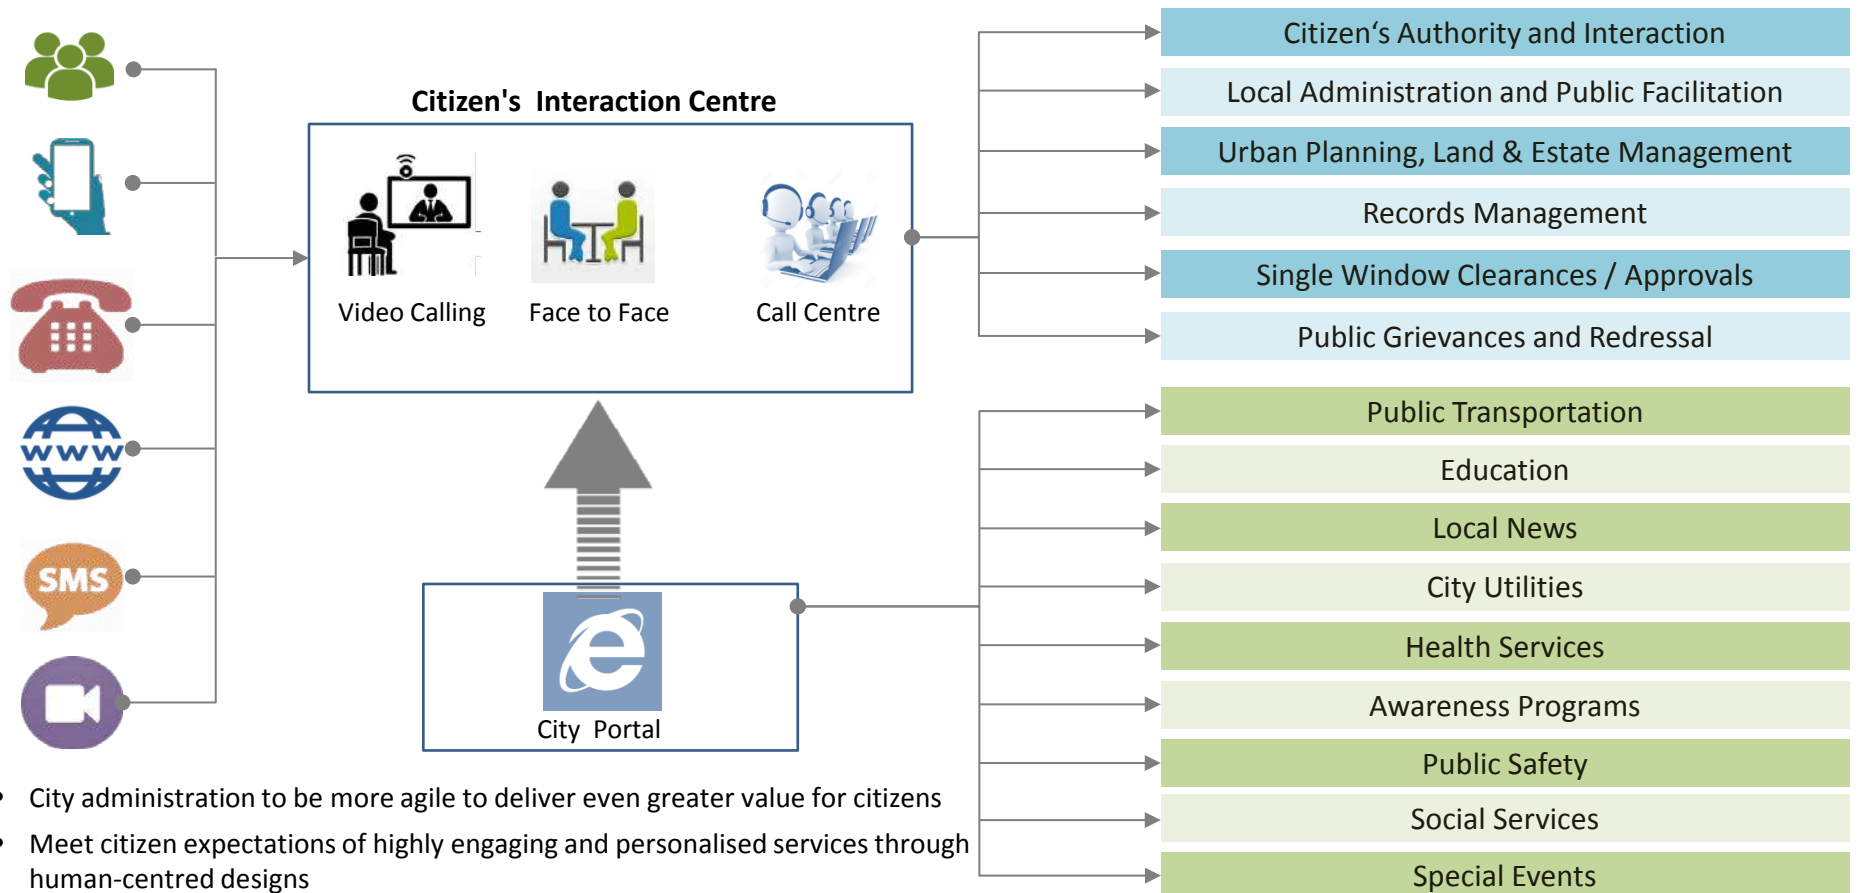 Citizen's  Interaction Centre
Video Calling
Face to Face
Call Centre
www
SMS
City  Portal
Citizen‘s Authority and Interaction
Local Administration and Public Facilitation
Urban Planning, Land & Estate Management
Records Management
Single Window Clearances / Approvals
Public Grievances and Redressal
Public Transportation
Education
Local News
City Utilities
Health Services
Awareness Programs
Public Safety
Social Services
Special Events
• City administration to be more agile to deliver even greater value for citizens
• Meet citizen expectations of highly engaging and personalised services through
human-centred designs